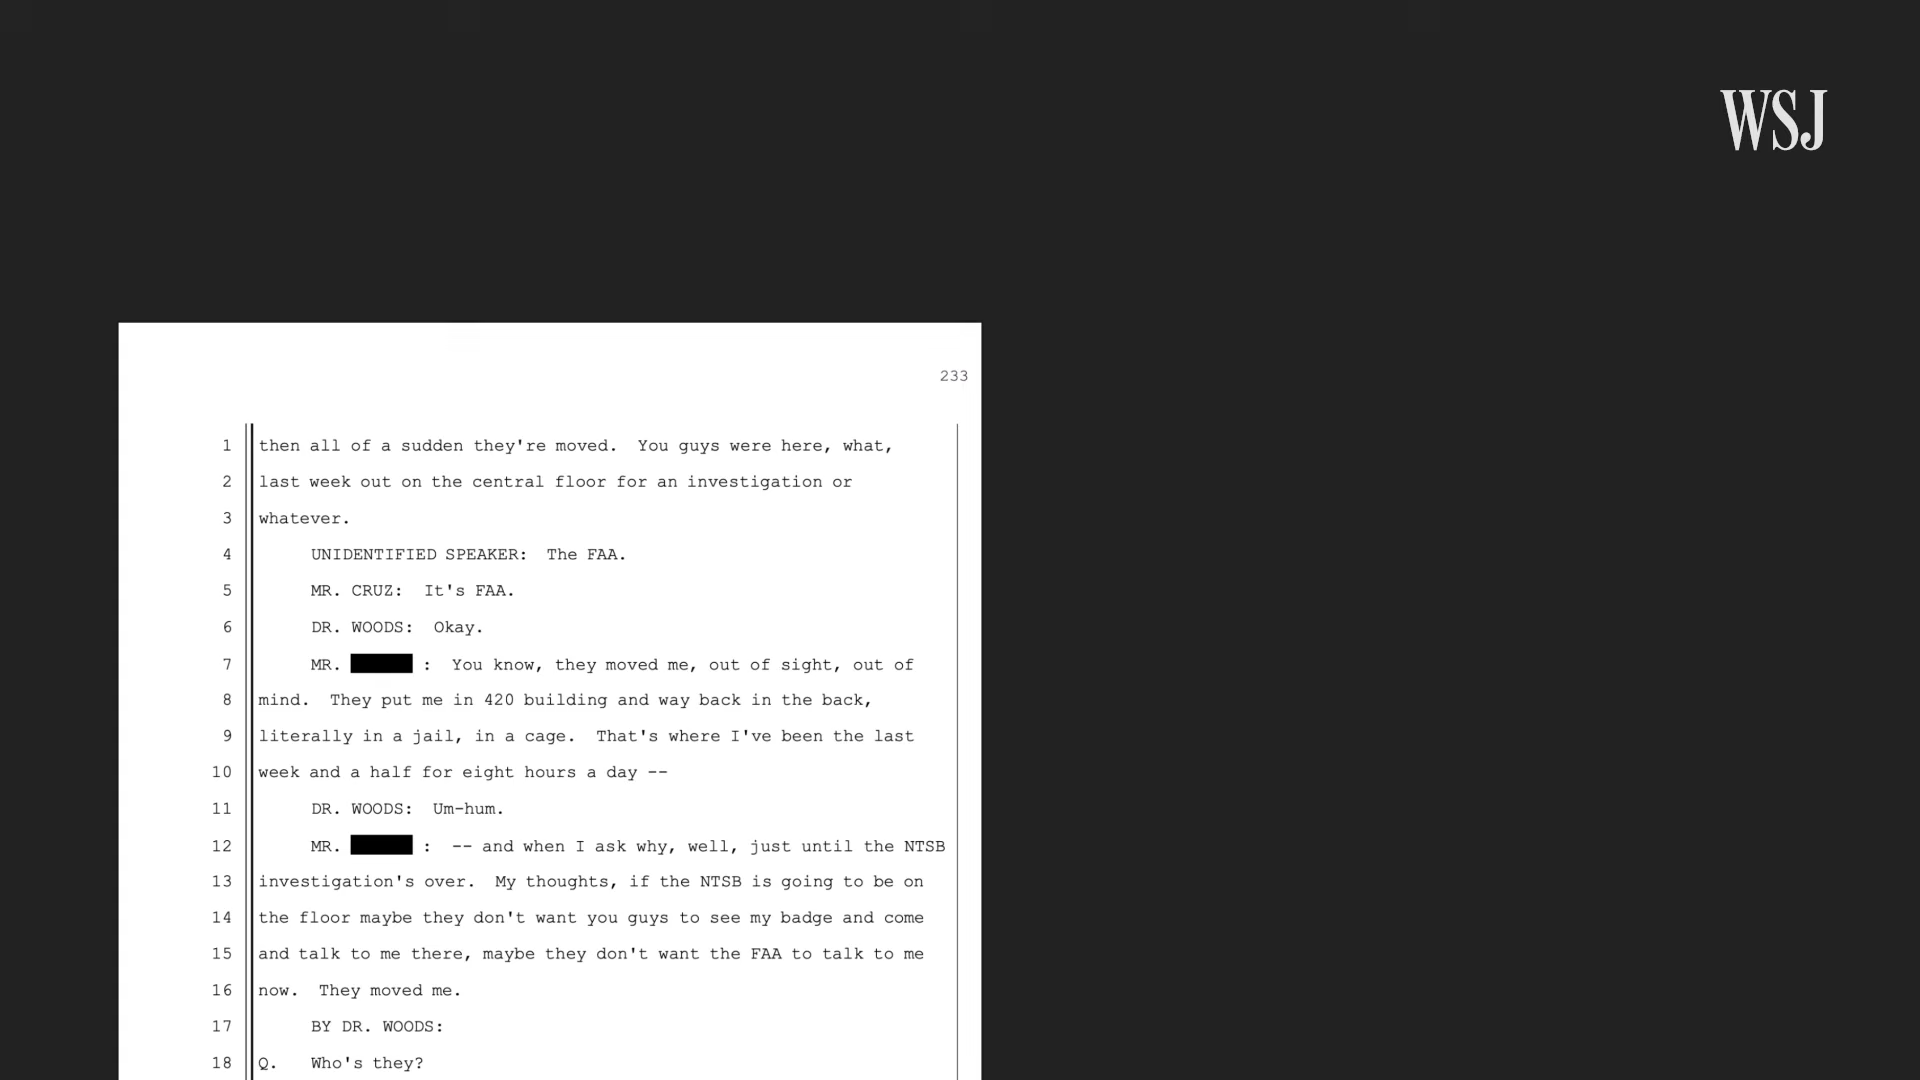 WSJ
233
1 then all of a sudden they're moved. You guys were here, what,
2 last week out on the central floor for an investigation or
3 whatever.
4 UNIDENTIFIED SPEAKER: The FAA.
5 MR. CRUZ: It's FAA.
6 DR. WOODS: Okay.
7 MR. : You know, they moved me, out of sight, out of
8 mind. They put me in 420 building and way back in the back,
9 literally in a jail, in a cage. That's where I've been the last
10 week and a half for eight hours a day --
11 DR. WOODS: Um-hum.
12 MR. : -- and when I ask why, well, just until the NTSB
13 investigation's over. My thoughts, if the NTSB is going to be on
14 the floor maybe they don't want you guys to see my badge and come
15 and talk to me there, maybe they don't want the FAA to talk to me
16 now. They moved me.
17 BY DR. WOODS:
18 Q. Who's they?